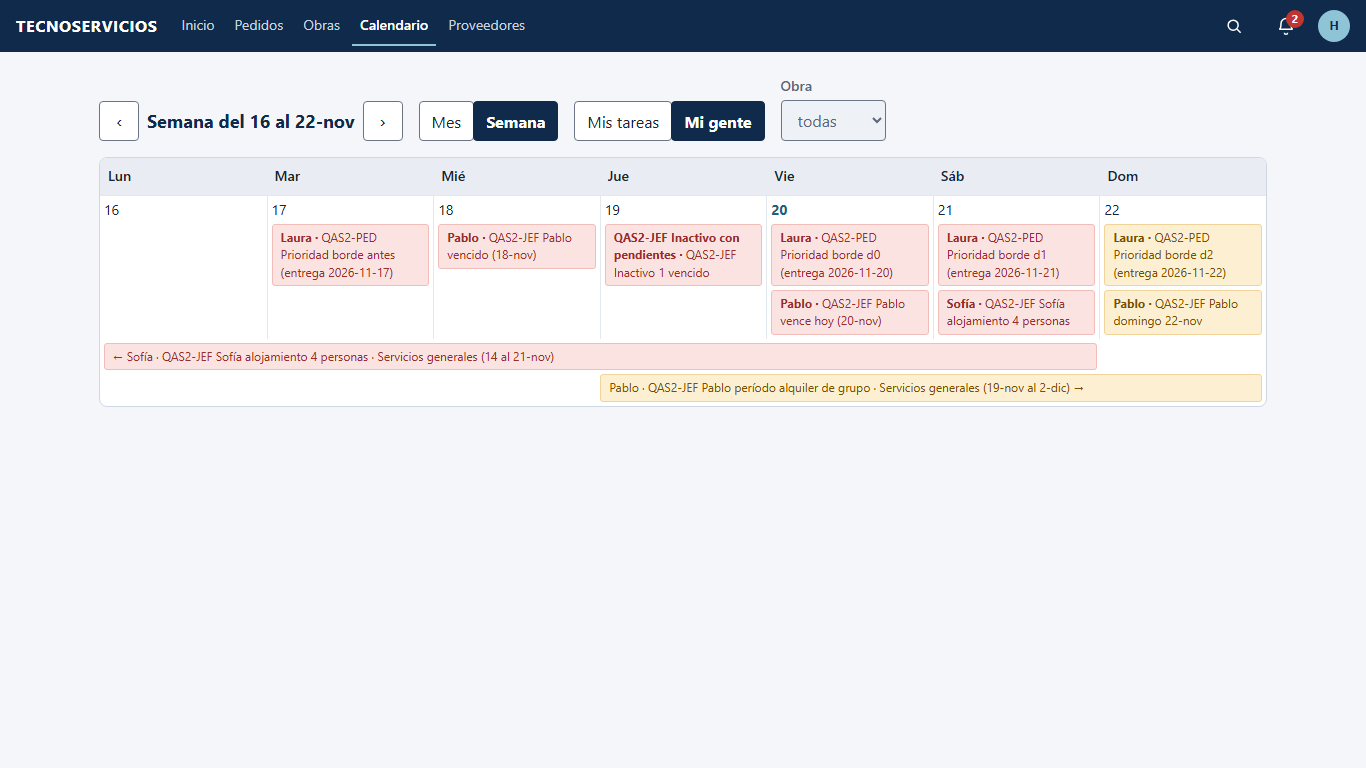 TECNOSERVICIOS Inicio Pedidos Obras Calendario Proveedores 2 H
Obra
‹ Semana del 16 al 22-nov › Mes Semana Mis tareas Mi gente todas
Lun Mar Mié Jue Vie Sáb Dom
16
17
Laura · QAS2-PED
Prioridad borde antes
(entrega 2026-11-17)
18
Pablo · QAS2-JEF Pablo
vencido (18-nov)
19
QAS2-JEF Inactivo con
pendientes · QAS2-JEF
Inactivo 1 vencido
20
Laura · QAS2-PED
Prioridad borde d0
(entrega 2026-11-20)
Pablo · QAS2-JEF Pablo
vence hoy (20-nov)
21
Laura · QAS2-PED
Prioridad borde d1
(entrega 2026-11-21)
Sofía · QAS2-JEF Sofía
alojamiento 4 personas
22
Laura · QAS2-PED
Prioridad borde d2
(entrega 2026-11-22)
Pablo · QAS2-JEF Pablo
domingo 22-nov
← Sofía · QAS2-JEF Sofía alojamiento 4 personas · Servicios generales (14 al 21-nov)
Pablo · QAS2-JEF Pablo período alquiler de grupo · Servicios generales (19-nov al 2-dic) →